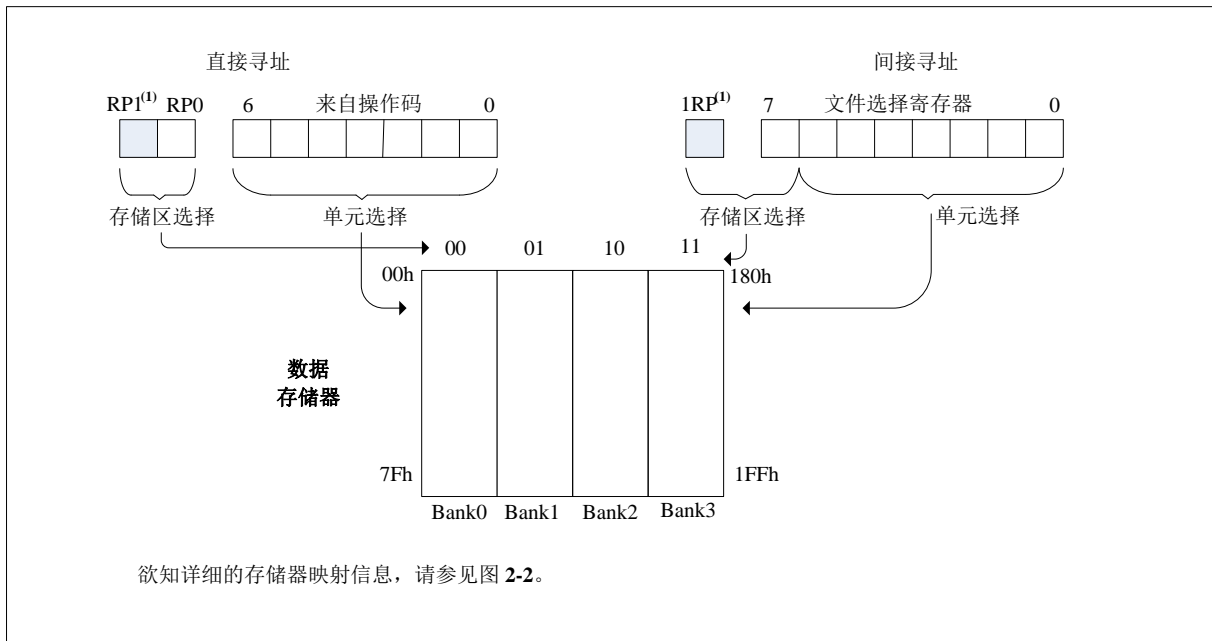 直接寻址 间接寻址
RP1(1) RP0 6 来自操作码 0 1RP(1) 7 文件选择寄存器 0
存储区选择 单元选择 存储区选择 单元选择
00 01 10 11
00h 180h
数据
存储器
7Fh 1FFh
Bank0 Bank1 Bank2 Bank3
欲知详细的存储器映射信息，请参见图 2-2。